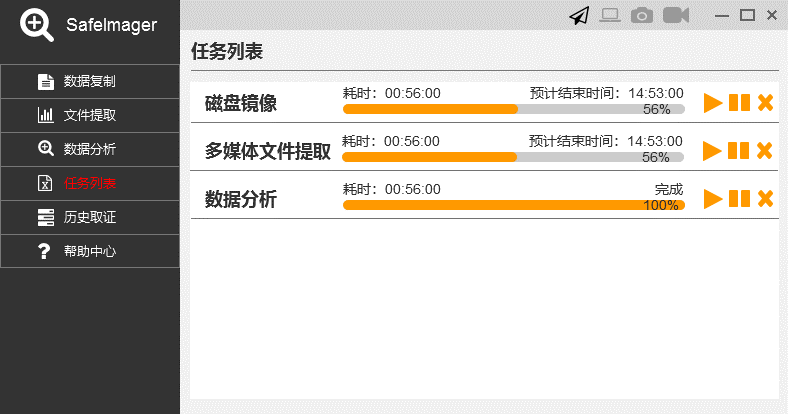 SafeImager
数据复制
文件提取
数据分析
任务列表
历史取证
帮助中心
任务列表
磁盘镜像
耗时：00:56:00
预计结束时间：14:53:00
56%
多媒体文件提取
耗时：00:56:00
预计结束时间：14:53:00
56%
数据分析
耗时：00:56:00
完成
100%